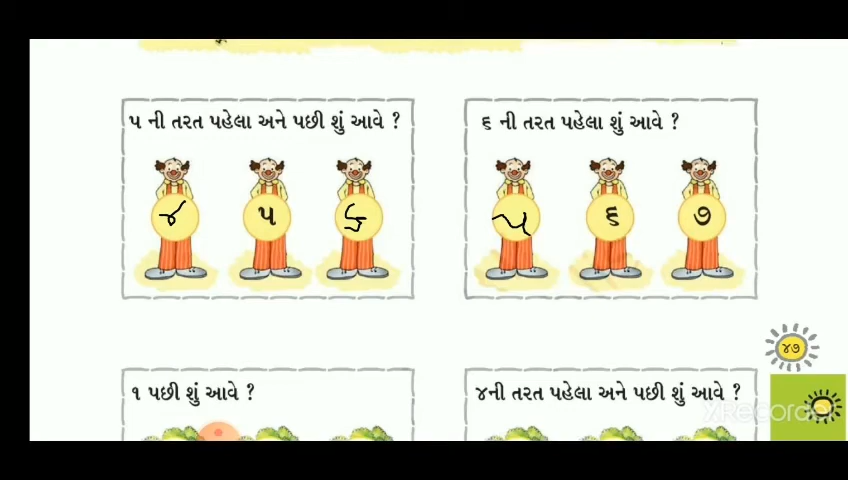 ૫ ની તરત પહેલા અને પછી શું આવે ?
૪ ૫ ૬
૬ ની તરત પહેલા શું આવે ?
૫ ૬ ૭
૪૭
૧ પછી શું આવે ?
૪ની તરત પહેલા અને પછી શું આવે ?
XRecorder